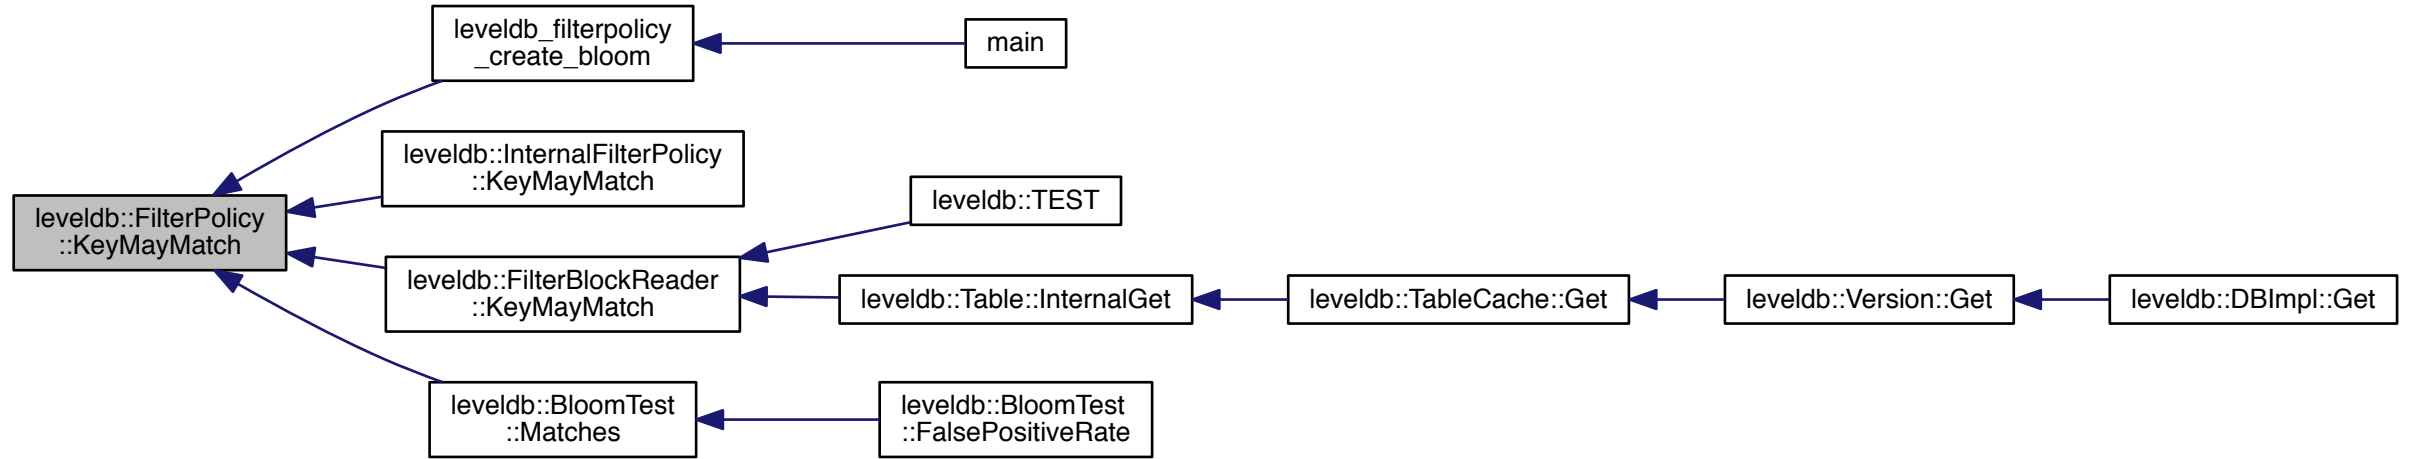 leveldb_filterpolicy
_create_bloom
main
leveldb::InternalFilterPolicy
::KeyMayMatch
leveldb::FilterPolicy
::KeyMayMatch
leveldb::TEST
leveldb::FilterBlockReader
::KeyMayMatch
leveldb::Table::InternalGet
leveldb::TableCache::Get
leveldb::Version::Get
leveldb::DBImpl::Get
leveldb::BloomTest
::Matches
leveldb::BloomTest
::FalsePositiveRate